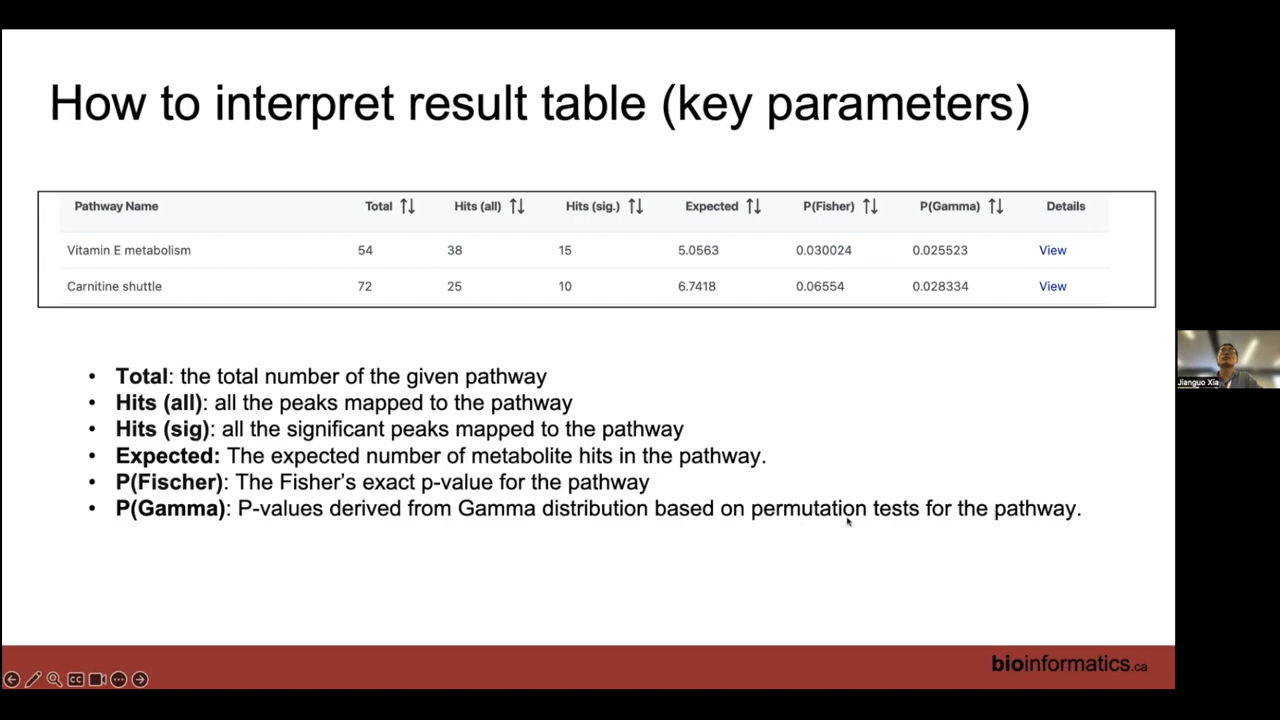 How to interpret result table (key parameters)
Pathway Name Total Hits (all) Hits (sig.) Expected P(Fisher) P(Gamma) Details
Vitamin E metabolism 54 38 15 5.0563 0.030024 0.025523 View
Carnitine shuttle 72 25 10 6.7418 0.06554 0.028334 View
• Total: the total number of the given pathway
• Hits (all): all the peaks mapped to the pathway
• Hits (sig): all the significant peaks mapped to the pathway
• Expected: The expected number of metabolite hits in the pathway.
• P(Fischer): The Fisher's exact p-value for the pathway
• P(Gamma): P-values derived from Gamma distribution based on permutation tests for the pathway.
Jianguo Xia
bioinformatics.ca
CC